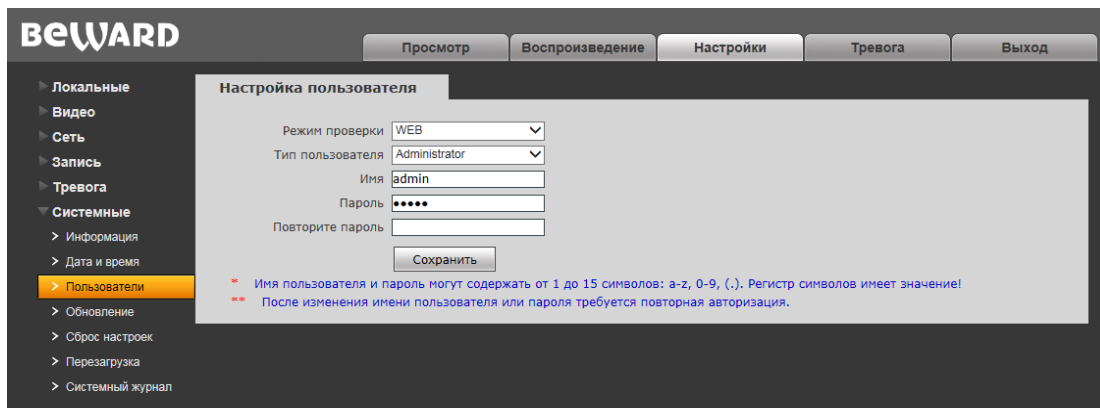 BEWARD
Просмотр
Воспроизведение
Настройки
Тревога
Выход
Локальные
Видео
Сеть
Запись
Тревога
Системные
> Информация
> Дата и время
> Пользователи
> Обновление
> Сброс настроек
> Перезагрузка
> Системный журнал
Настройка пользователя
Режим проверки WEB
Тип пользователя Administrator
Имя admin
Пароль •••••
Повторите пароль
Сохранить
* Имя пользователя и пароль могут содержать от 1 до 15 символов: a-z, 0-9, (.). Регистр символов имеет значение!
** После изменения имени пользователя или пароля требуется повторная авторизация.